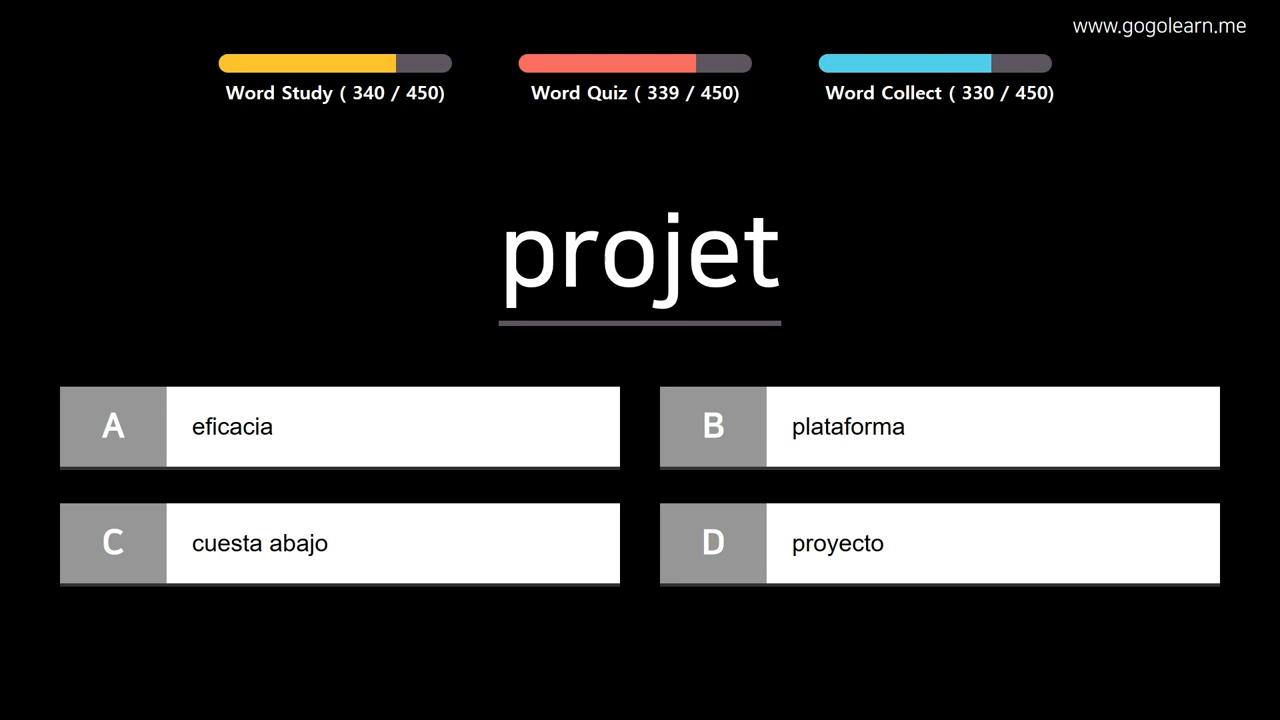 www.gogolearn.me
Word Study ( 340 / 450)
Word Quiz ( 339 / 450)
Word Collect ( 330 / 450)
projet
A eficacia
B plataforma
C cuesta abajo
D proyecto